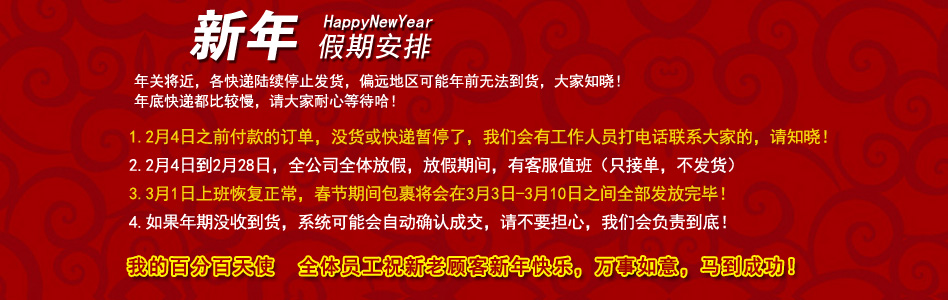 新年 HappyNewYear
假期安排
年关将近，各快递陆续停止发货，偏远地区可能年前无法到货，大家知晓！
年底快递都比较慢，请大家耐心等待哈！
1.2月4日之前付款的订单，没货或快递暂停了，我们会有工作人员打电话联系大家的，请知晓！
2.2月4日到2月28日，全公司全体放假，放假期间，有客服值班（只接单，不发货）
3.3月1日上班恢复正常，春节期间包裹将会在3月3日-3月10日之间全部发放完毕！
4.如果年期没收到货，系统可能会自动确认成交，请不要担心，我们会负责到底！
我的百分百天使 全体员工祝新老顾客新年快乐，万事如意，马到成功！